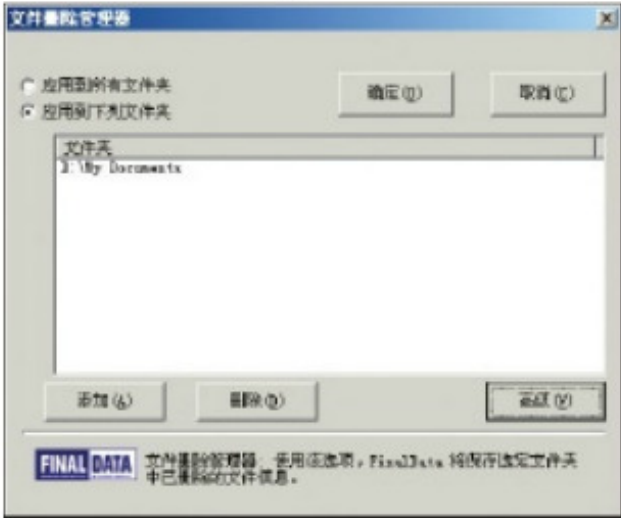 文件删除管理器
应用到所有文件夹
应用到下列文件夹
确定(O)
取消(C)
文件夹
D:\My Documents
添加(A)
删除(D)
高级(V)
FINAL DATA
文件删除管理器: 使用该选项，FinalData 将保存选定文件夹
中已删除的文件信息。